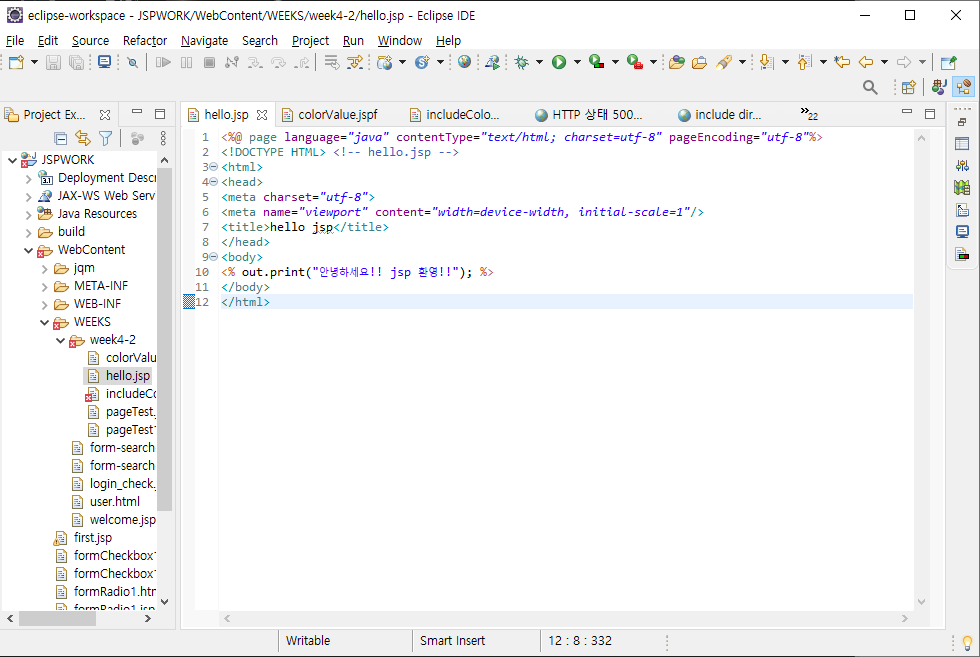 eclipse-workspace - JSPWORK/WebContent/WEEKS/week4-2/hello.jsp - Eclipse IDE
File Edit Source Refactor Navigate Search Project Run Window Help
Project Ex...
hello.jsp
colorValue.jspf
includeColo...
HTTP 상태 500...
include dir...
»22
JSPWORK
Deployment Descr
JAX-WS Web Serv
Java Resources
build
WebContent
jqm
META-INF
WEB-INF
WEEKS
week4-2
colorValu
hello.jsp
includeCo
pageTest.
pageTest1
form-search
form-search
login_check.
user.html
welcome.jsp
first.jsp
formCheckbox1
formCheckbox1
formRadio1.htm
formRadio1.jsp
1 <%@ page language="java" contentType="text/html; charset=utf-8" pageEncoding="utf-8"%>
2 <!DOCTYPE HTML> <!-- hello.jsp -->
3 <html>
4 <head>
5 <meta charset="utf-8">
6 <meta name="viewport" content="width=device-width, initial-scale=1"/>
7 <title>hello jsp</title>
8 </head>
9 <body>
10 <% out.print("안녕하세요!! jsp 환영!!"); %>
11 </body>
12 </html>
Writable
Smart Insert
12 : 8 : 332